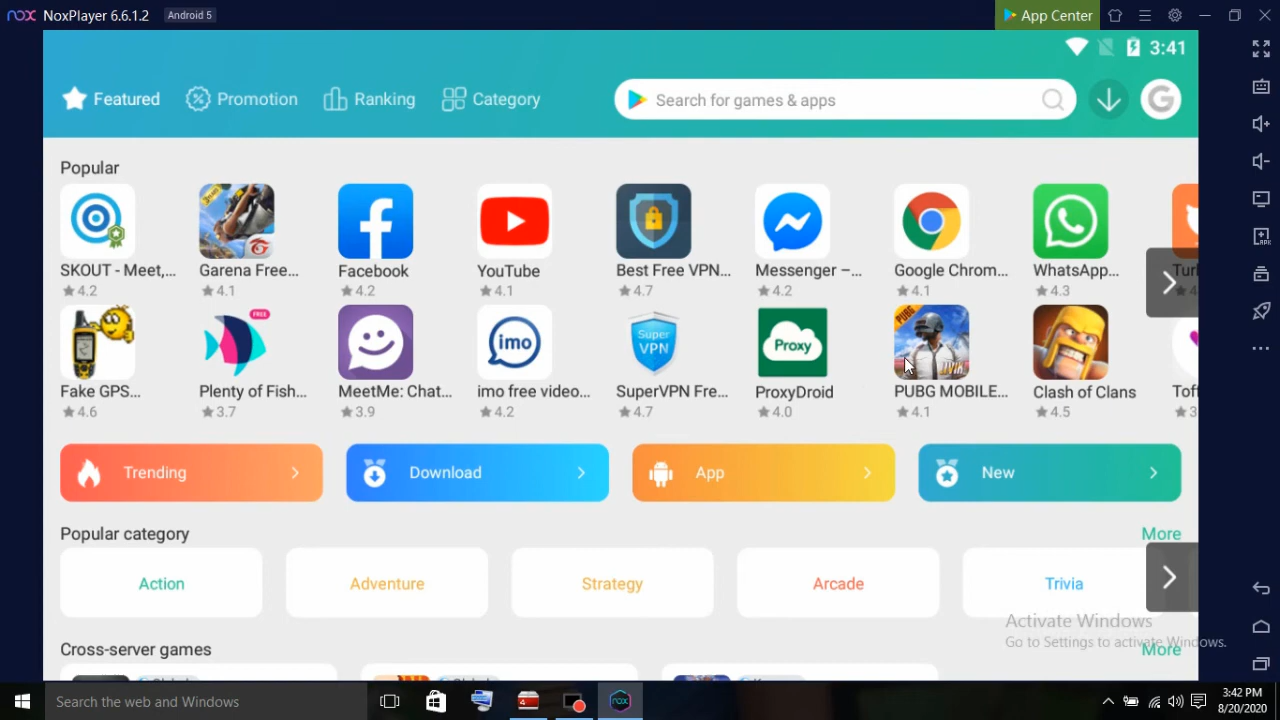 nox NoxPlayer 6.6.1.2 Android 5 App Center
3:41
Featured Promotion Ranking Category Search for games & apps G
Popular
SKOUT - Meet,... Garena Free... Facebook YouTube Best Free VPN... Messenger –... Google Chrom... WhatsApp...
4.2 4.1 4.2 4.1 4.7 4.2 4.1 4.3
FREE imo Super VPN Proxy PUBG
Fake GPS... Plenty of Fish... MeetMe: Chat... imo free video... SuperVPN Fre... ProxyDroid PUBG MOBILE... Clash of Clans
4.6 3.7 3.9 4.2 4.7 4.0 4.1 4.5
Trending Download App New
Popular category More
Action Adventure Strategy Arcade Trivia
Activate Windows
Go to Settings to activate Windows.
Cross-server games More
Search the web and Windows 4 nox 3:42 PM
8/20/2020